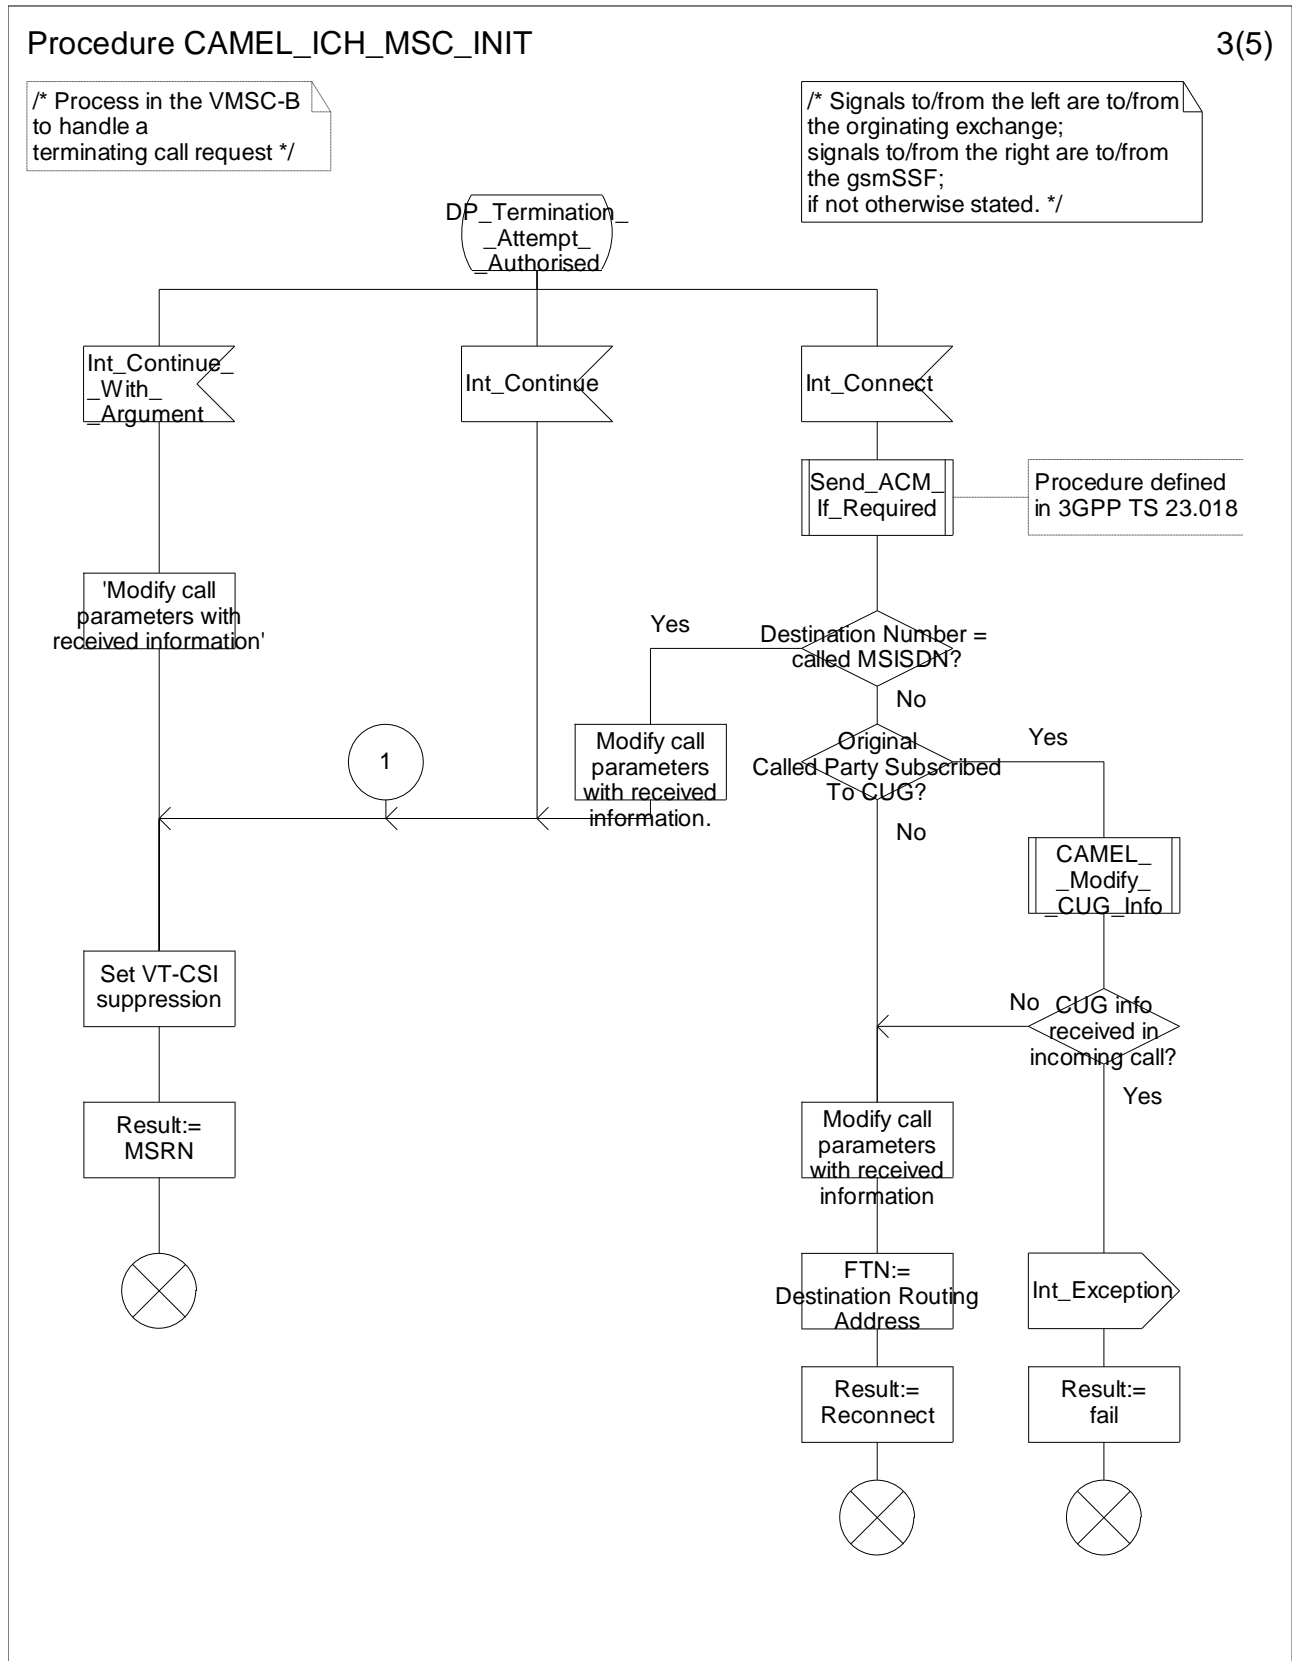 Procedure CAMEL_ICH_MSC_INIT
3(5)
/* Process in the VMSC-B
to handle a
terminating call request */
/* Signals to/from the left are to/from
the orginating exchange;
signals to/from the right are to/from
the gsmSSF;
if not otherwise stated. */
DP_Termination_
_Attempt_
_Authorised
Int_Continue_
_With_
_Argument
Int_Continue
Int_Connect
Send_ACM_
If_Required
Procedure defined
in 3GPP TS 23.018
'Modify call
parameters with
received information'
Yes
Destination Number =
called MSISDN?
No
1
Modify call
parameters
with received
information.
Original
Called Party Subscribed
To CUG?
Yes
No
CAMEL_
_Modify_
_CUG_Info
Set VT-CSI
suppression
No
CUG info
received in
incoming call?
Yes
Result:=
MSRN
Modify call
parameters
with received
information
FTN:=
Destination Routing
Address
Int_Exception
Result:=
Reconnect
Result:=
fail